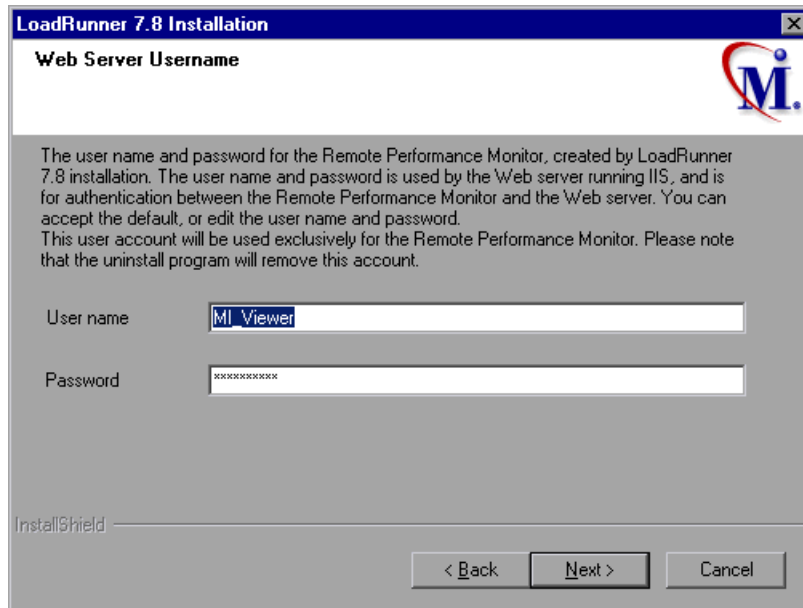 LoadRunner 7.8 Installation
Web Server Username
M
The user name and password for the Remote Performance Monitor, created by LoadRunner
7.8 installation. The user name and password is used by the Web server running IIS, and is
for authentication between the Remote Performance Monitor and the Web server. You can
accept the default, or edit the user name and password.
This user account will be used exclusively for the Remote Performance Monitor. Please note
that the uninstall program will remove this account.
User name MI_Viewer
Password **********
InstallShield
< Back Next > Cancel